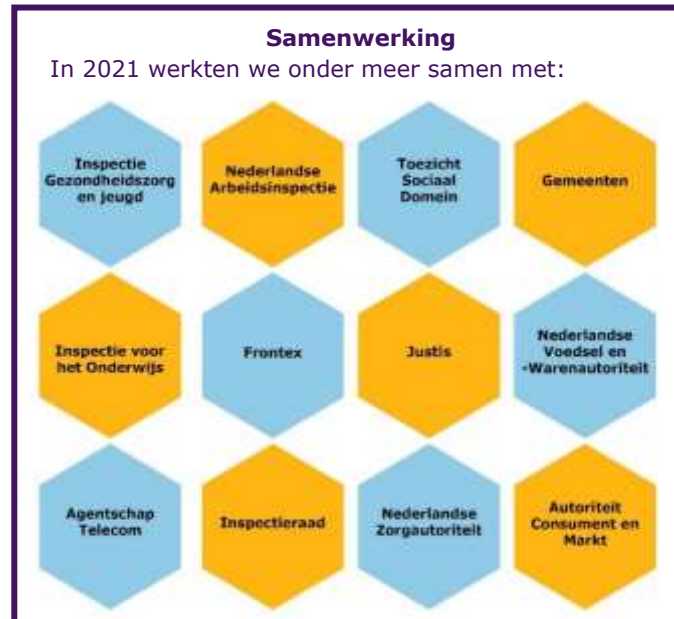 Samenwerking
In 2021 werkten we onder meer samen met:
Inspectie
Gezondheidszorg
en jeugd
Nederlandse
Arbeidsinspectie
Toezicht
Sociaal
Domein
Gemeenten
Inspectie voor
het Onderwijs
Frontex
Justis
Nederlandse
Voedsel en
-Warenautoriteit
Agentschap
Telecom
Inspectieraad
Nederlandse
Zorgautoriteit
Autoriteit
Consument en
Markt